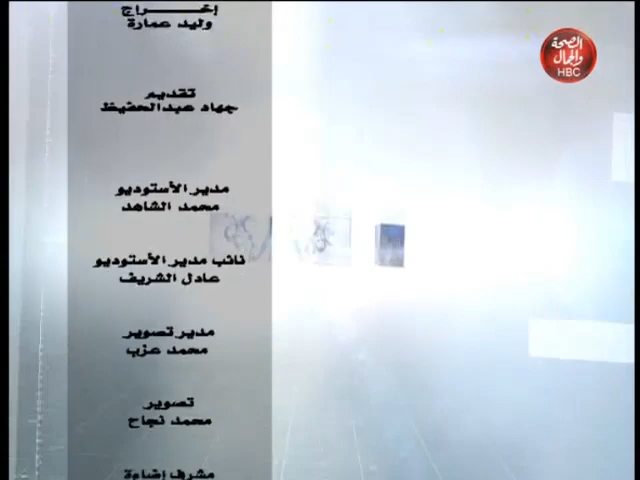 إخراج
وليد عمارة
تقديم
جهاد عبدالحفيظ
مدير الأستوديو
محمد الشاهد
نائب مدير الأستوديو
عادل الشريف
مدير تصوير
محمد عزب
تصوير
محمد نجاح
مشرف إضاءة
الصحة
والجمال
HBC